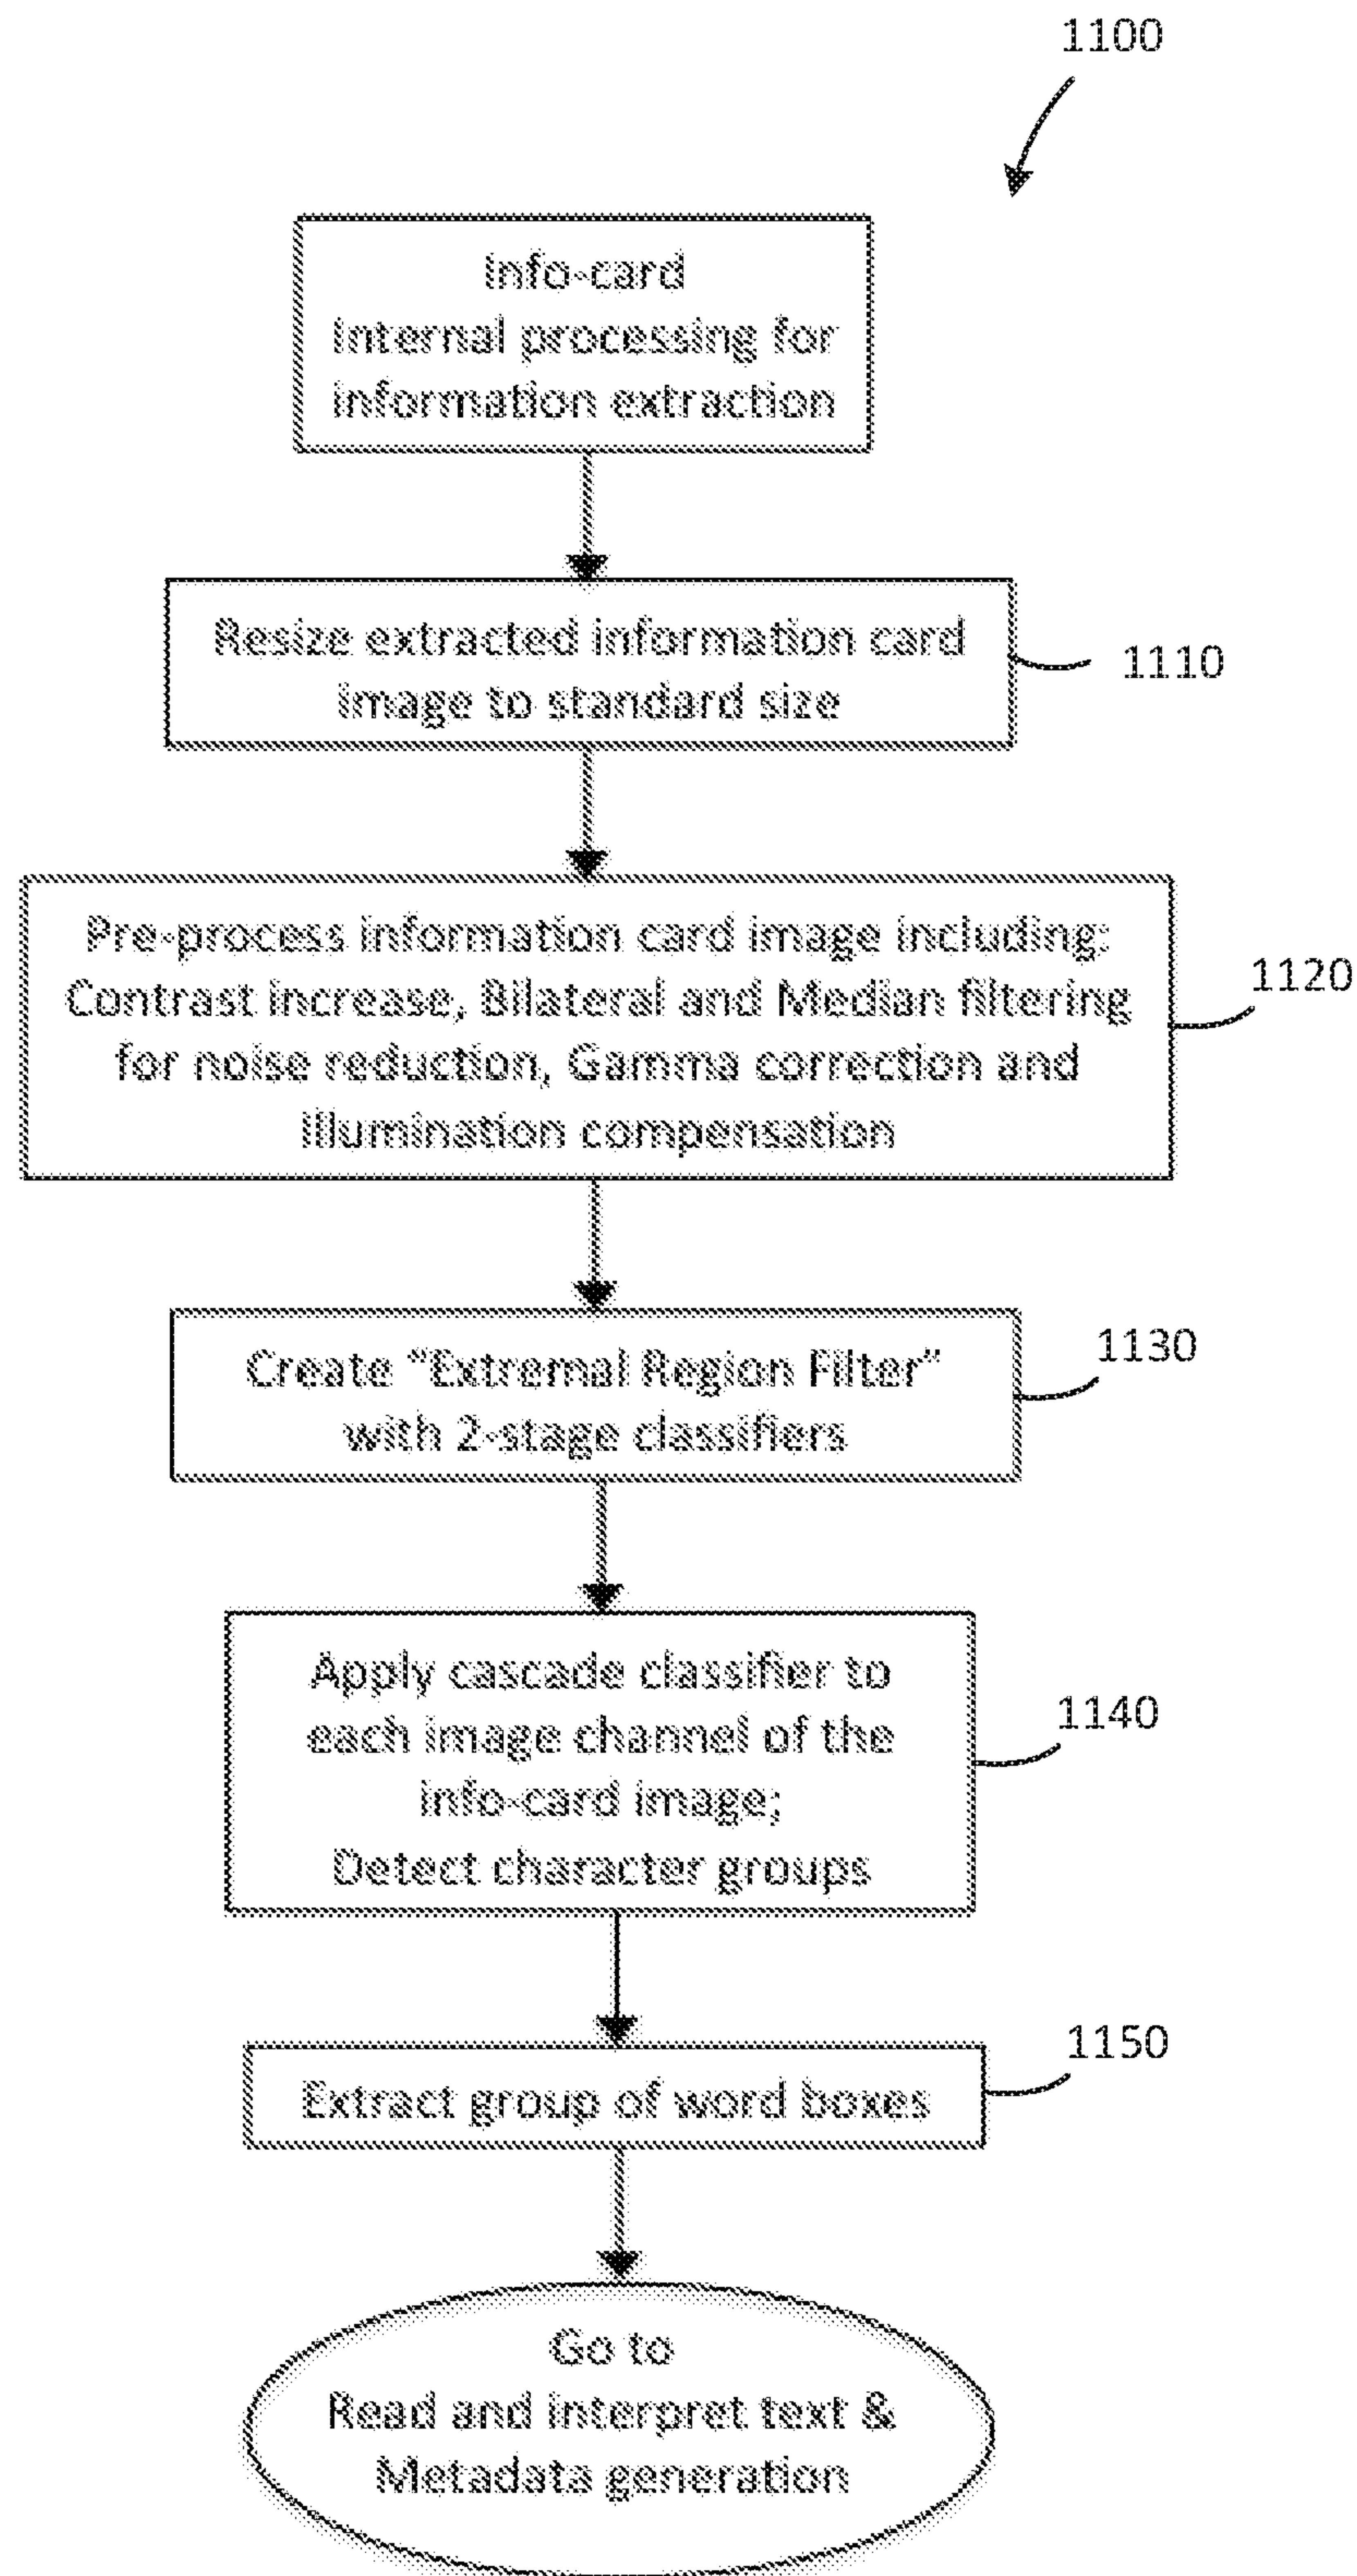 1100
Info-card
Internal processing for
information extraction
Resize extracted information card
image to standard size
1110
Pre-process information card image including:
Contrast increase, Bilateral and Median filtering
for noise reduction, Gamma correction and
illumination compensation
1120
Create “Extremal Region Filter”
with 2-stage classifiers
1130
Apply cascade classifier to
each image channel of the
info-card image;
Detect character groups
1140
Extract group of word boxes
1150
Go to
Read and interpret text &
Metadata generation